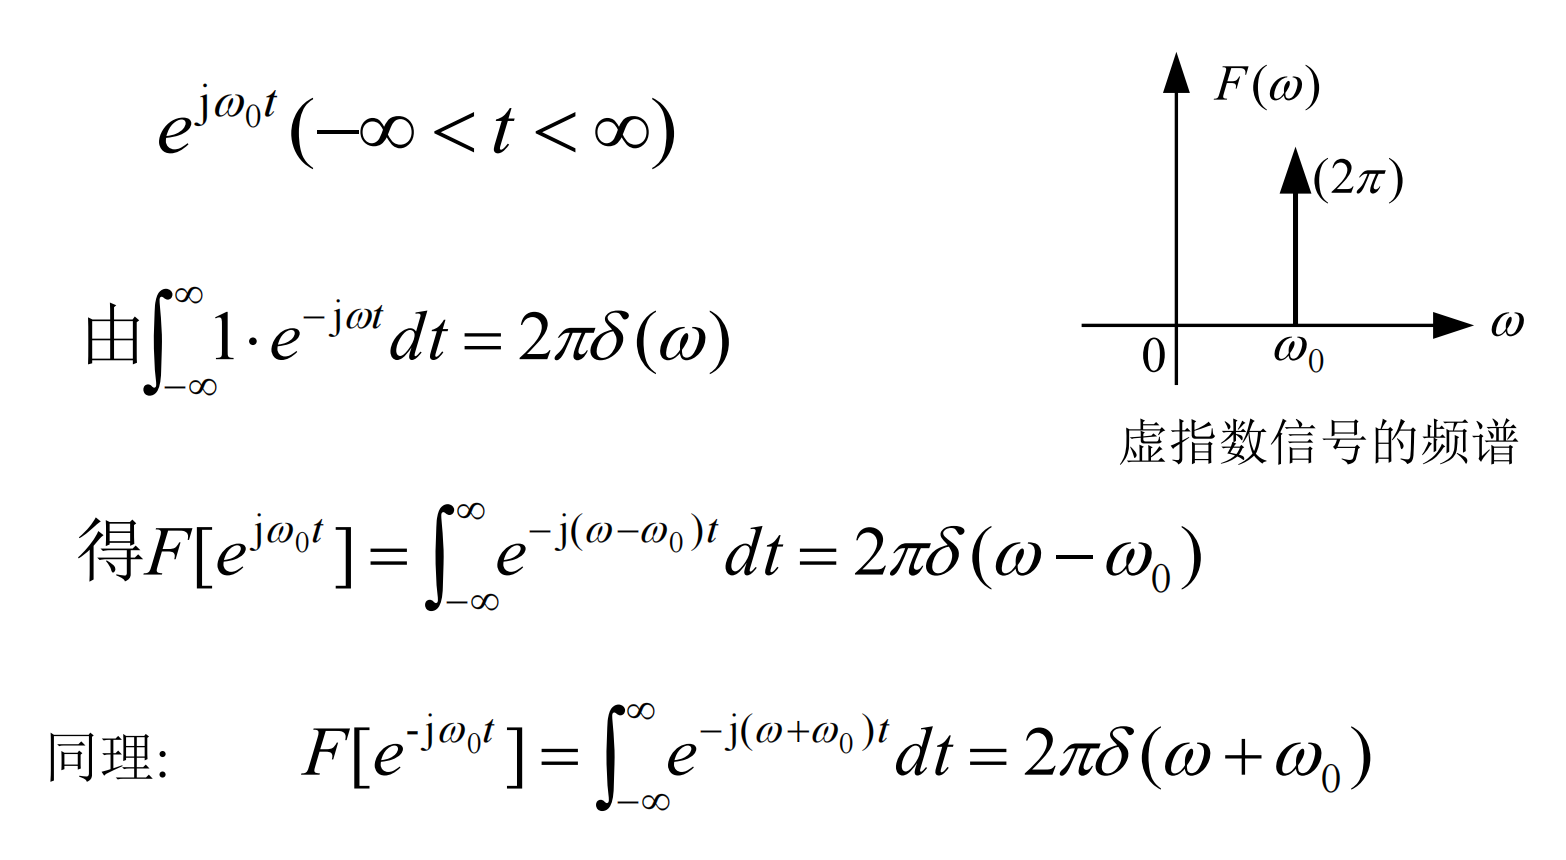 e^{jω₀t} (−∞ < t < ∞)
F(ω)
(2π)
0
ω₀
ω
由∫_{−∞}^{∞} 1·e^{−jωt} dt = 2πδ(ω)
虚指数信号的频谱
得F[e^{jω₀t}] = ∫_{−∞}^{∞} e^{−j(ω−ω₀)t} dt = 2πδ(ω − ω₀)
同理: F[e^{-jω₀t}] = ∫_{−∞}^{∞} e^{−j(ω+ω₀)t} dt = 2πδ(ω + ω₀)